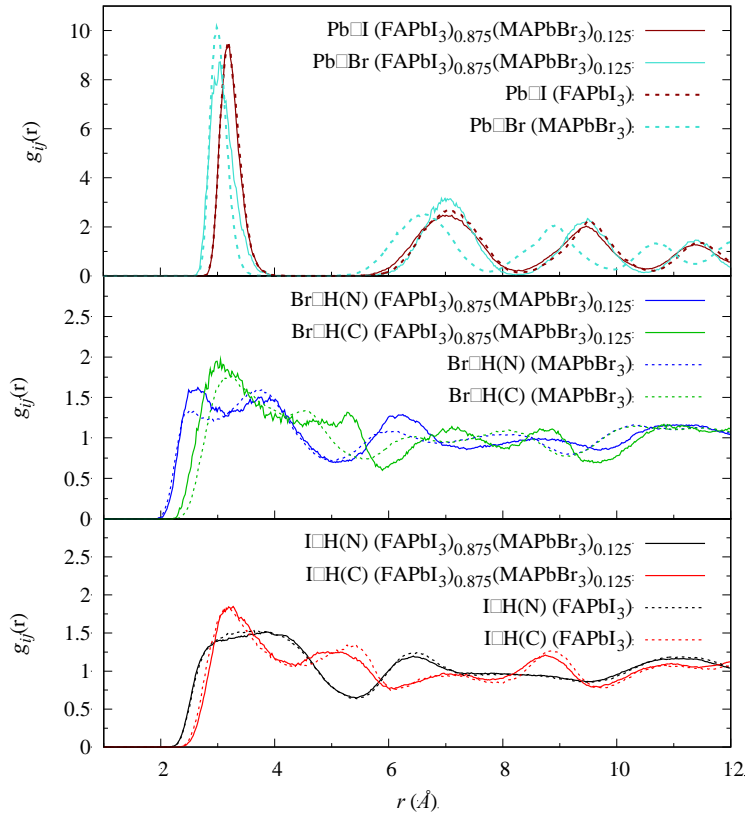 10
8
6
4
2
0
g_ij(r)
Pb□I (FAPbI3)0.875(MAPbBr3)0.125
Pb□Br (FAPbI3)0.875(MAPbBr3)0.125
Pb□I (FAPbI3)
Pb□Br (MAPbBr3)
2.5
2
1.5
1
0.5
0
g_ij(r)
Br□H(N) (FAPbI3)0.875(MAPbBr3)0.125
Br□H(C) (FAPbI3)0.875(MAPbBr3)0.125
Br□H(N) (MAPbBr3)
Br□H(C) (MAPbBr3)
2.5
2
1.5
1
0.5
0
g_ij(r)
I□H(N) (FAPbI3)0.875(MAPbBr3)0.125
I□H(C) (FAPbI3)0.875(MAPbBr3)0.125
I□H(N) (FAPbI3)
I□H(C) (FAPbI3)
2 4 6 8 10 12
r (Å)